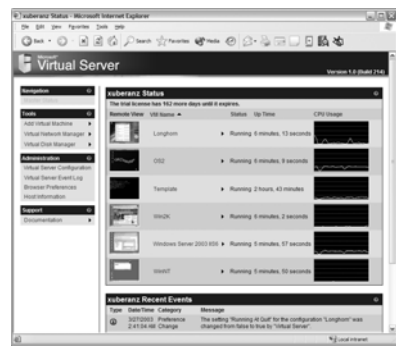 xuberanz Status - Microsoft Internet Explorer
File Edit View Favorites Tools Help
Back Search Favorites Media
Microsoft
Virtual Server
Version 1.0 (Build 214)
Navigation
Tools
Add Virtual Machine
Virtual Network Manager
Virtual Disk Manager
Administration
Virtual Server Configuration
Virtual Server Event Log
Browser Preferences
Host Information
Support
Documentation
xuberanz Status
The trial license has 162 more days until it expires.
Remote View VM Name Status Up Time CPU Usage
Longhorn Running 6 minutes, 13 seconds
OS2 Running 6 minutes, 9 seconds
Template Running 2 hours, 43 minutes
Win2K Running 6 minutes, 2 seconds
Windows Server 2003 IIS6 Running 5 minutes, 57 seconds
WinNT Running 5 minutes, 50 seconds
xuberanz Recent Events
Type Date/Time Category Message
3/27/2003 Preference The setting "Running At Quit" for the configuration "Longhorn" was
2:41:04 AM Change changed from false to true by "Virtual Server".
Local intranet